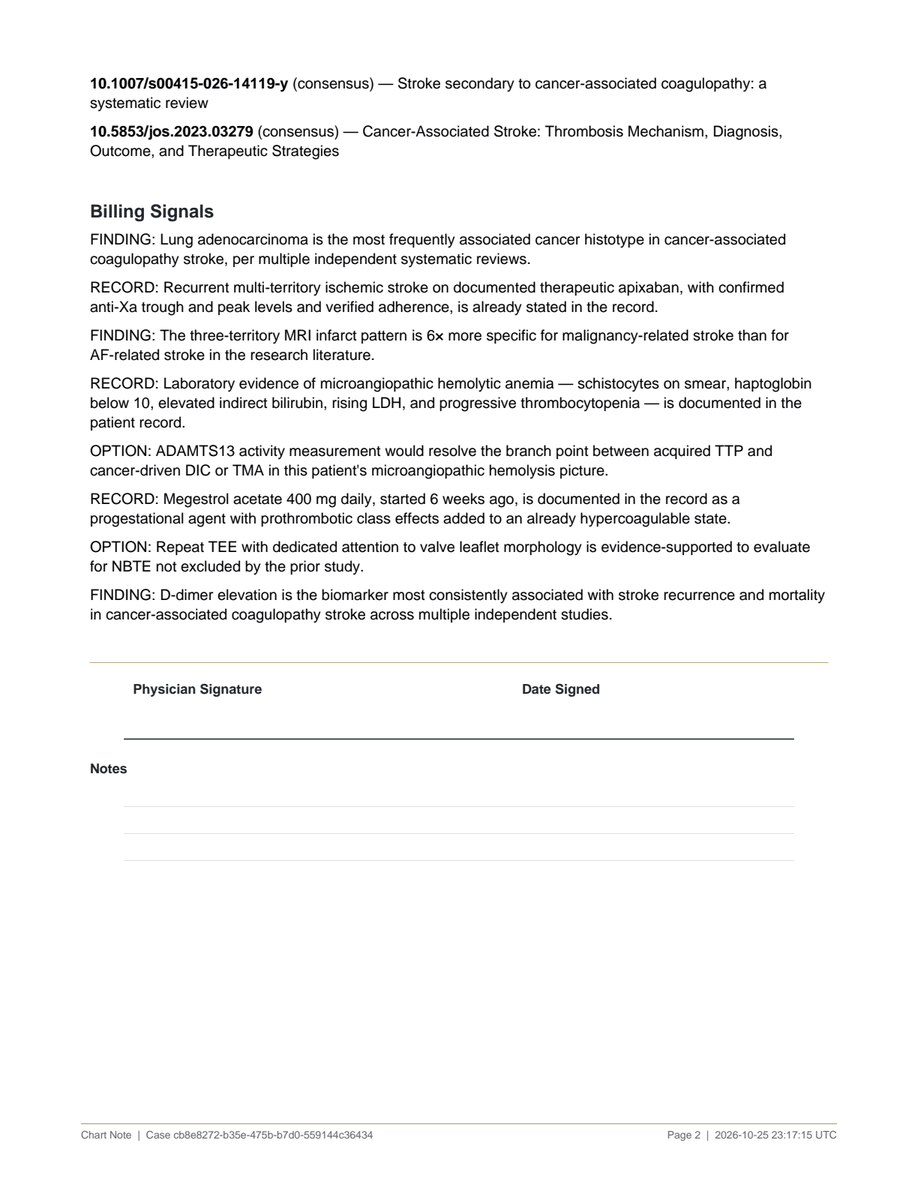 10.1007/s00415-026-14119-y (consensus) — Stroke secondary to cancer-associated coagulopathy: a
systematic review
10.5853/jos.2023.03279 (consensus) — Cancer-Associated Stroke: Thrombosis Mechanism, Diagnosis,
Outcome, and Therapeutic Strategies
Billing Signals
FINDING: Lung adenocarcinoma is the most frequently associated cancer histotype in cancer-associated
coagulopathy stroke, per multiple independent systematic reviews.
RECORD: Recurrent multi-territory ischemic stroke on documented therapeutic apixaban, with confirmed
anti-Xa trough and peak levels and verified adherence, is already stated in the record.
FINDING: The three-territory MRI infarct pattern is 6× more specific for malignancy-related stroke than for
AF-related stroke in the research literature.
RECORD: Laboratory evidence of microangiopathic hemolytic anemia — schistocytes on smear, haptoglobin
below 10, elevated indirect bilirubin, rising LDH, and progressive thrombocytopenia — is documented in the
patient record.
OPTION: ADAMTS13 activity measurement would resolve the branch point between acquired TTP and
cancer-driven DIC or TMA in this patient's microangiopathic hemolysis picture.
RECORD: Megestrol acetate 400 mg daily, started 6 weeks ago, is documented in the record as a
progestational agent with prothrombotic class effects added to an already hypercoagulable state.
OPTION: Repeat TEE with dedicated attention to valve leaflet morphology is evidence-supported to evaluate
for NBTE not excluded by the prior study.
FINDING: D-dimer elevation is the biomarker most consistently associated with stroke recurrence and mortality
in cancer-associated coagulopathy stroke across multiple independent studies.
Physician Signature Date Signed
Notes
Chart Note | Case cb8e8272-b35e-475b-b7d0-559144c36434 Page 2 | 2026-10-25 23:17:15 UTC